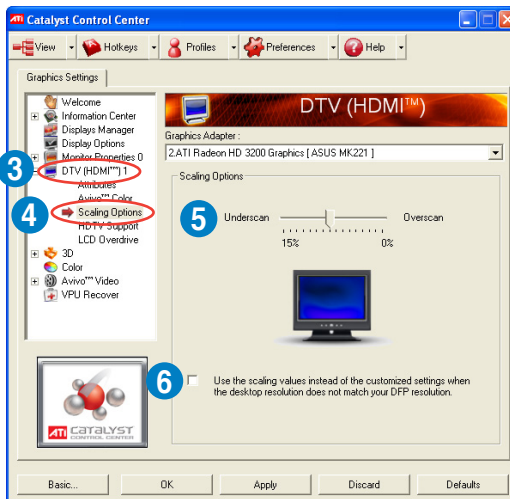 ATI Catalyst Control Center
View Hotkeys Profiles Preferences Help
Graphics Settings
Welcome
Information Center
Displays Manager
Display Options
Monitor Properties 0
3
DTV (HDMI™) 1
Attributes
Avivo™ Color
4
Scaling Options
HDTV Support
LCD Overdrive
3D
Color
Avivo™ Video
VPU Recover
ATI CATALYST
CONTROL CENTER
DTV (HDMI™)
Graphics Adapter :
2.ATI Radeon HD 3200 Graphics [ ASUS MK221 ]
Scaling Options
5
Underscan Overscan
15% 0%
6
Use the scaling values instead of the customized settings when
the desktop resolution does not match your DFP resolution.
Basic... OK Apply Discard Defaults